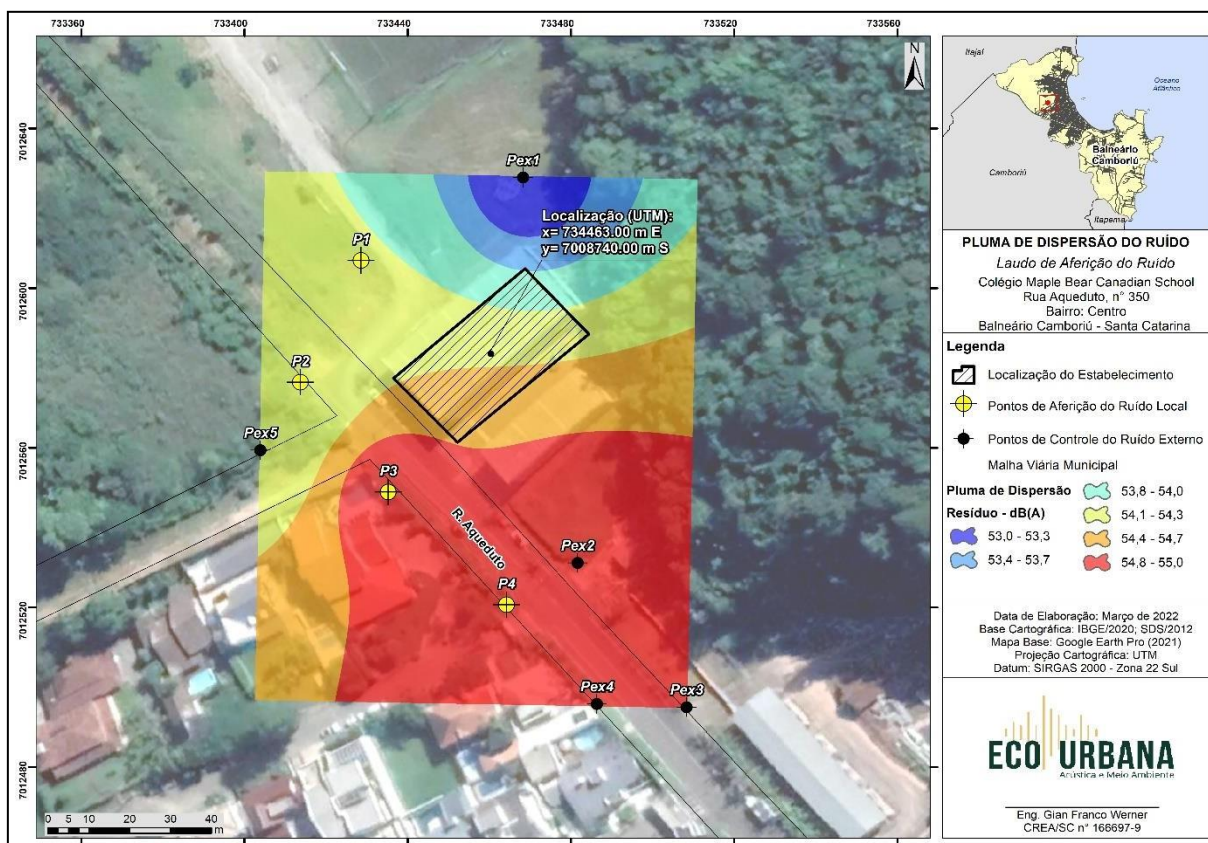 733360
733400
733440
733480
733520
733560
7012640
7012600
7012560
7012520
7012480
N
Pex1
Localização (UTM):
x= 734463.00 m E
y= 7008740.00 m S
P1
P2
Pex5
P3
R. Aqueduto
Pex2
P4
Pex4
Pex3
0 5 10 20 30 40
m
Itajaí
Oceano
Atlântico
Camboriú
Balneário
Camboriú
Itapema
PLUMA DE DISPERSÃO DO RUÍDO
Laudo de Aferição do Ruído
Colégio Maple Bear Canadian School
Rua Aqueduto, n° 350
Bairro: Centro
Balneário Camboriú - Santa Catarina
Legenda
Localização do Estabelecimento
Pontos de Aferição do Ruído Local
Pontos de Controle do Ruído Externo
Malha Viária Municipal
Pluma de Dispersão
Resíduo - dB(A)
53,0 - 53,3
53,4 - 53,7
53,8 - 54,0
54,1 - 54,3
54,4 - 54,7
54,8 - 55,0
Data de Elaboração: Março de 2022
Base Cartográfica: IBGE/2020; SDS/2012
Mapa Base: Google Earth Pro (2021)
Projeção Cartográfica: UTM
Datum: SIRGAS 2000 - Zona 22 Sul
ECO URBANA
Acústica e Meio Ambiente
Eng. Gian Franco Werner
CREA/SC n° 166697-9